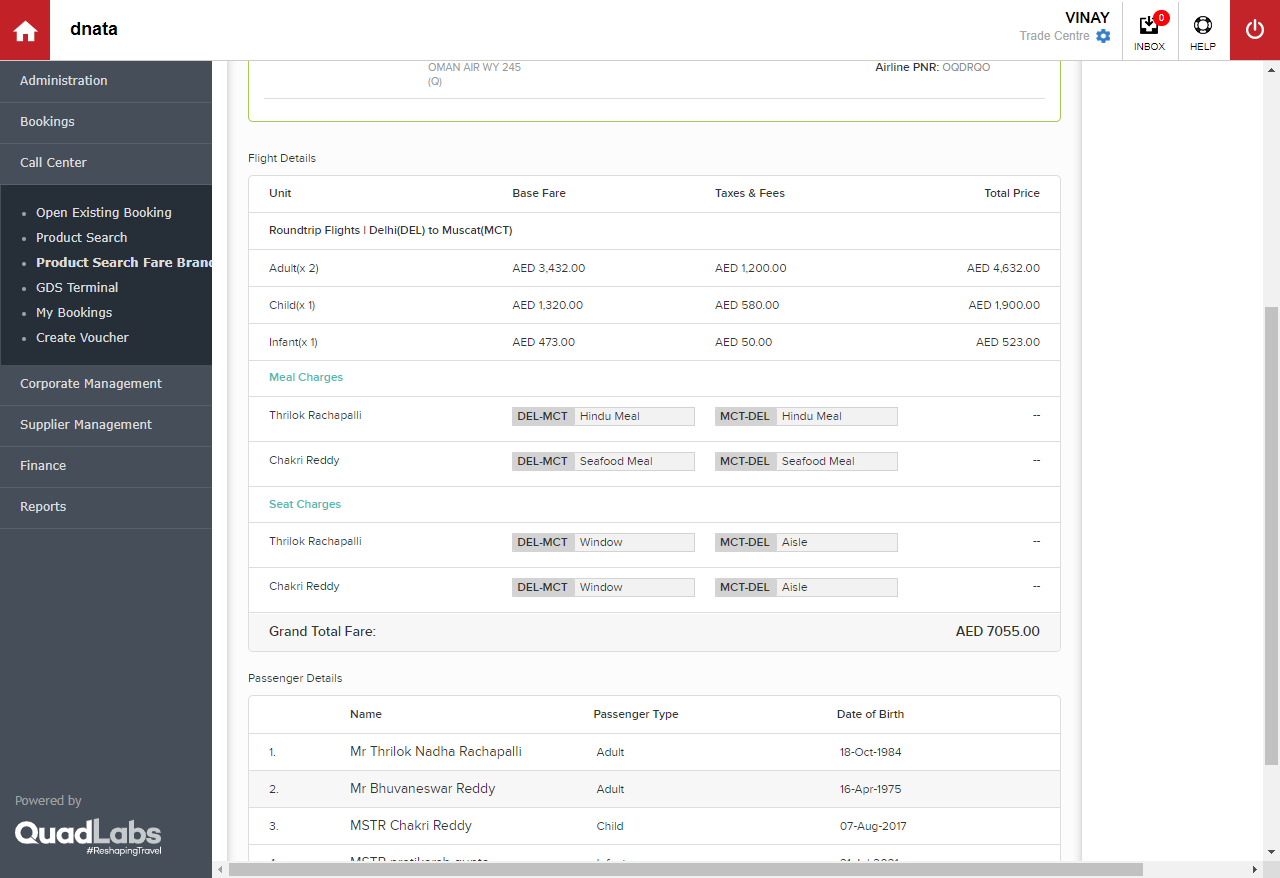 dnata
VINAY
Trade Centre
0
INBOX
HELP
Administration
Bookings
Call Center
Open Existing Booking
Product Search
Product Search Fare Bran
GDS Terminal
My Bookings
Create Voucher
Corporate Management
Supplier Management
Finance
Reports
Powered by
QuadLabs
#ReshapingTravel
OMAN AIR WY 245
(Q)
Airline PNR: OQDRQO
Flight Details
Unit Base Fare Taxes & Fees Total Price
Roundtrip Flights | Delhi(DEL) to Muscat(MCT)
Adult(x 2) AED 3,432.00 AED 1,200.00 AED 4,632.00
Child(x 1) AED 1,320.00 AED 580.00 AED 1,900.00
Infant(x 1) AED 473.00 AED 50.00 AED 523.00
Meal Charges
Thrilok Rachapalli DEL-MCT Hindu Meal MCT-DEL Hindu Meal --
Chakri Reddy DEL-MCT Seafood Meal MCT-DEL Seafood Meal --
Seat Charges
Thrilok Rachapalli DEL-MCT Window MCT-DEL Aisle --
Chakri Reddy DEL-MCT Window MCT-DEL Aisle --
Grand Total Fare: AED 7055.00
Passenger Details
Name Passenger Type Date of Birth
1. Mr Thrilok Nadha Rachapalli Adult 18-Oct-1984
2. Mr Bhuvaneswar Reddy Adult 16-Apr-1975
3. MSTR Chakri Reddy Child 07-Aug-2017